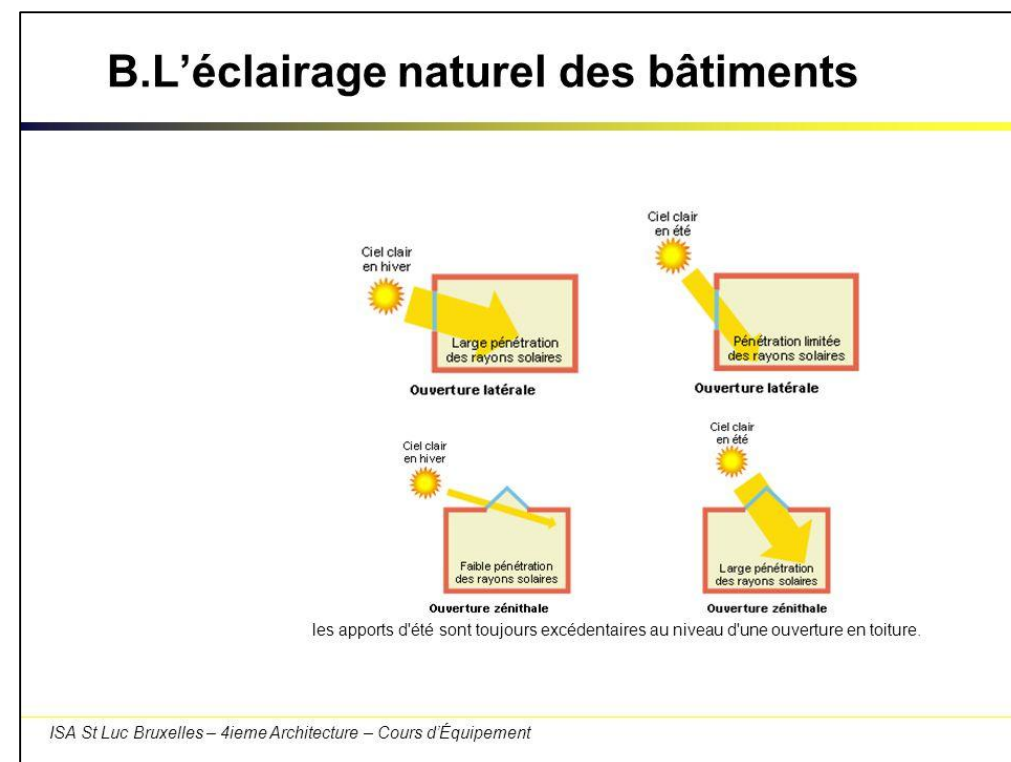 B.L'éclairage naturel des bâtiments
Ciel clair
en hiver
Large pénétration
des rayons solaires
Ouverture latérale
Ciel clair
en été
Pénétration limitée
des rayons solaires
Ouverture latérale
Ciel clair
en hiver
Faible pénétration
des rayons solaires
Ouverture zénithale
Ciel clair
en été
Large pénétration
des rayons solaires
Ouverture zénithale
les apports d'été sont toujours excédentaires au niveau d'une ouverture en toiture.
ISA St Luc Bruxelles – 4ieme Architecture – Cours d'Équipement